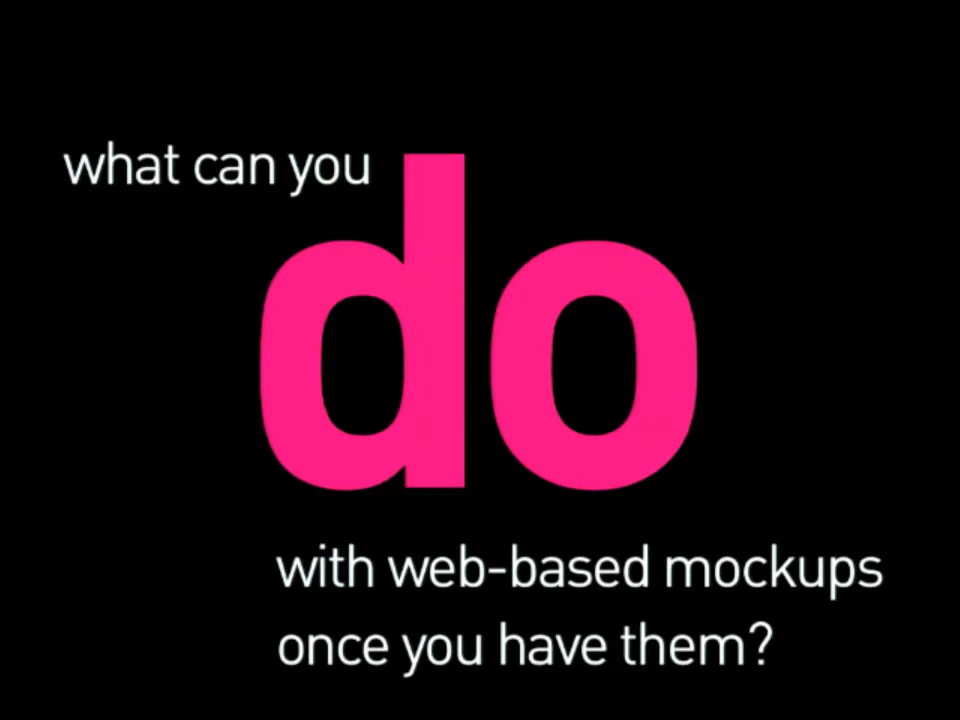 what can you
do
with web-based mockups
once you have them?